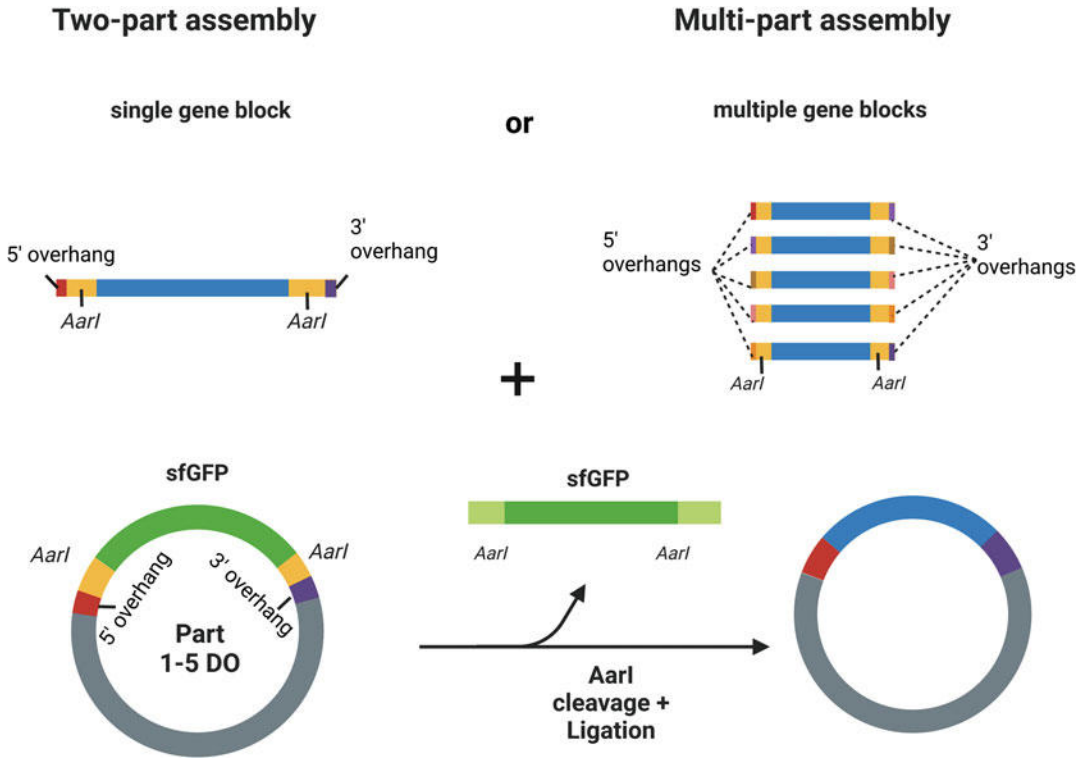 Two-part assembly
Multi-part assembly
single gene block
or
multiple gene blocks
5' overhang
3'
overhang
AarI
AarI
5'
overhangs
3'
overhangs
AarI
AarI
+
sfGFP
AarI
AarI
5' overhang
3' overhang
Part
1-5 DO
sfGFP
AarI
AarI
AarI
cleavage +
Ligation